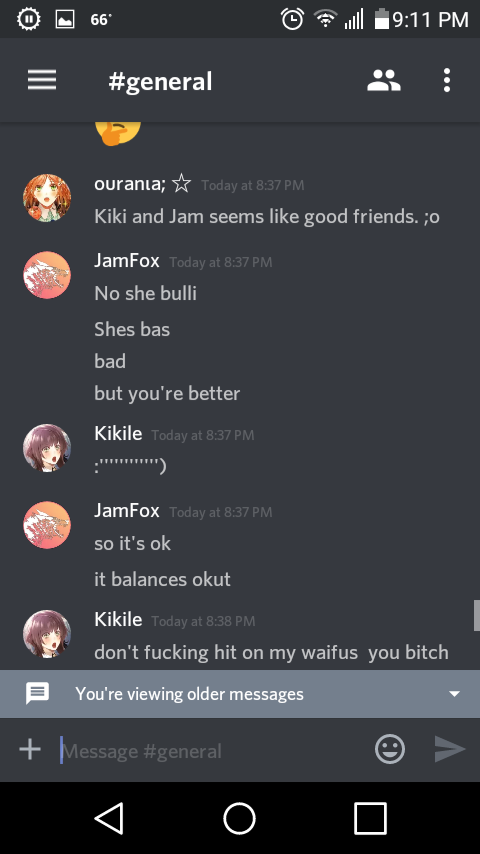 66°
9:11 PM
#general
ourania; ☆ Today at 8:37 PM
Kiki and Jam seems like good friends. ;o
JamFox Today at 8:37 PM
No she bulli
Shes bas
bad
but you're better
Kikile Today at 8:37 PM
:'''''''''''')
JamFox Today at 8:37 PM
so it's ok
it balances okut
Kikile Today at 8:38 PM
don't fucking hit on my waifus  you bitch
You're viewing older messages
Message #general